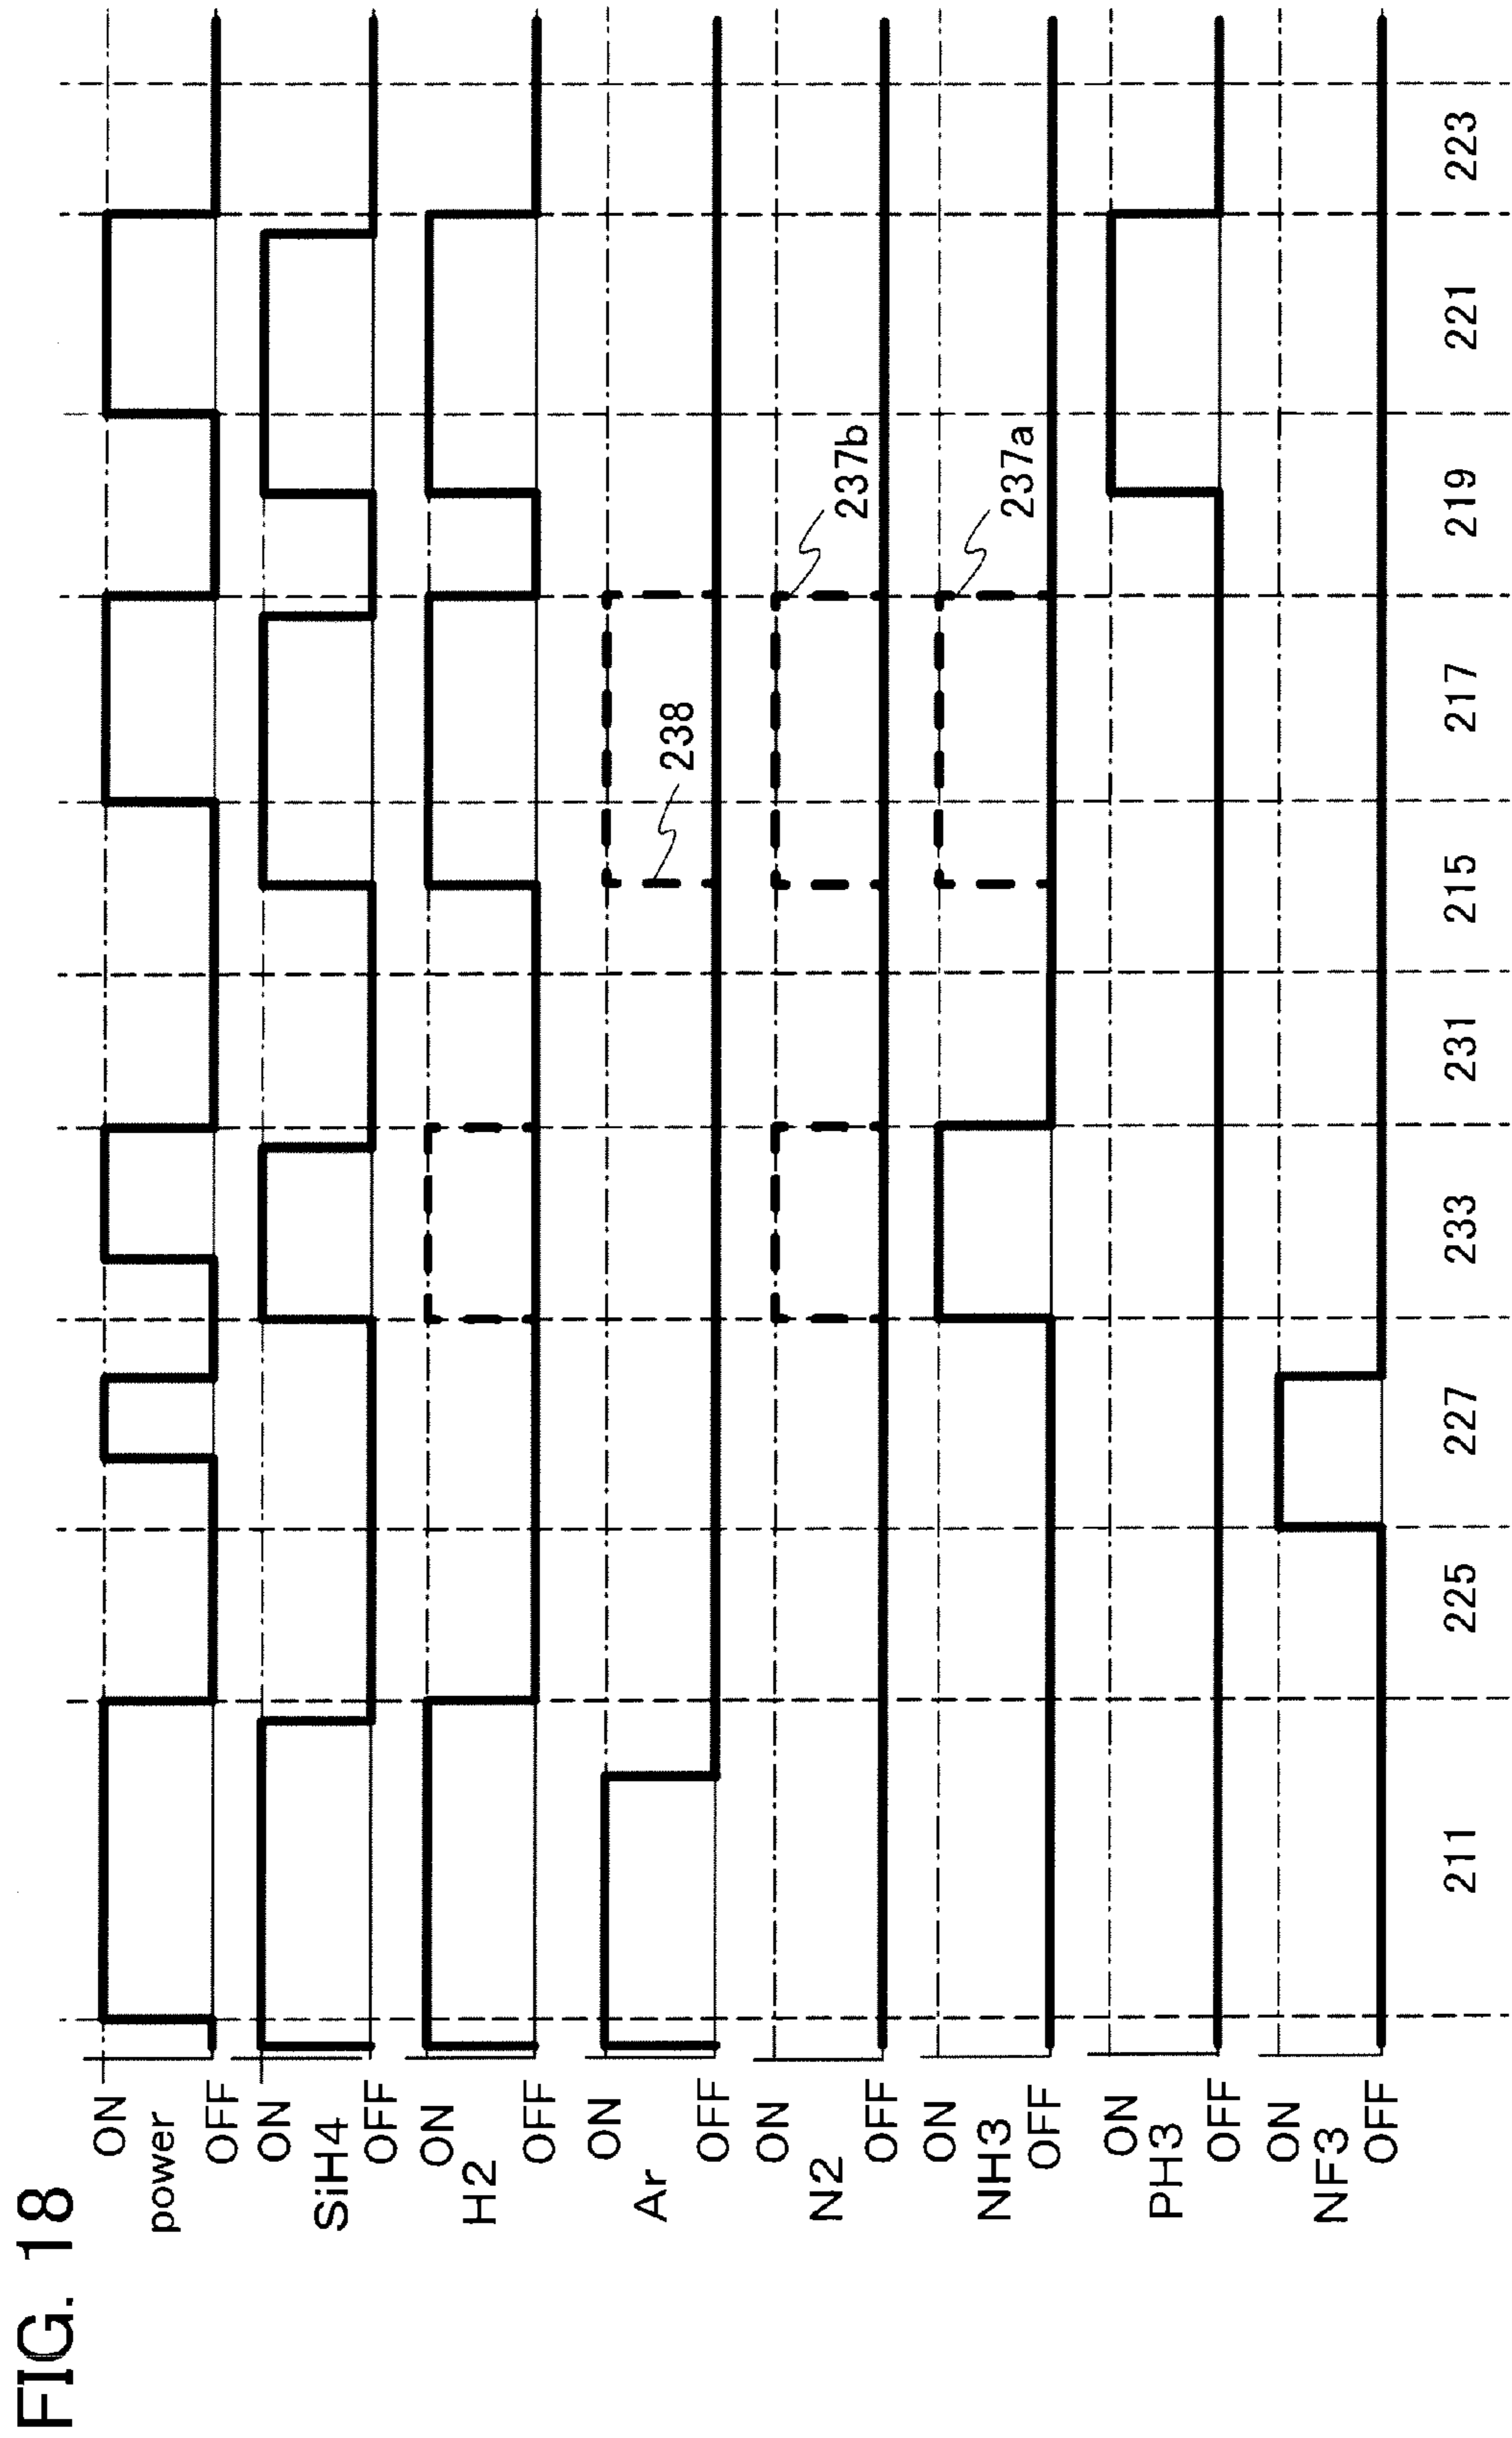 FIG. 18
ON
power
OFF
ON
SiH4
OFF
ON
H2
OFF
ON
Ar
OFF
ON
N2
OFF
ON
NH3
OFF
ON
PH3
OFF
ON
NF3
OFF
238
237b
237a
211
225
227
233
231
215
217
219
221
223